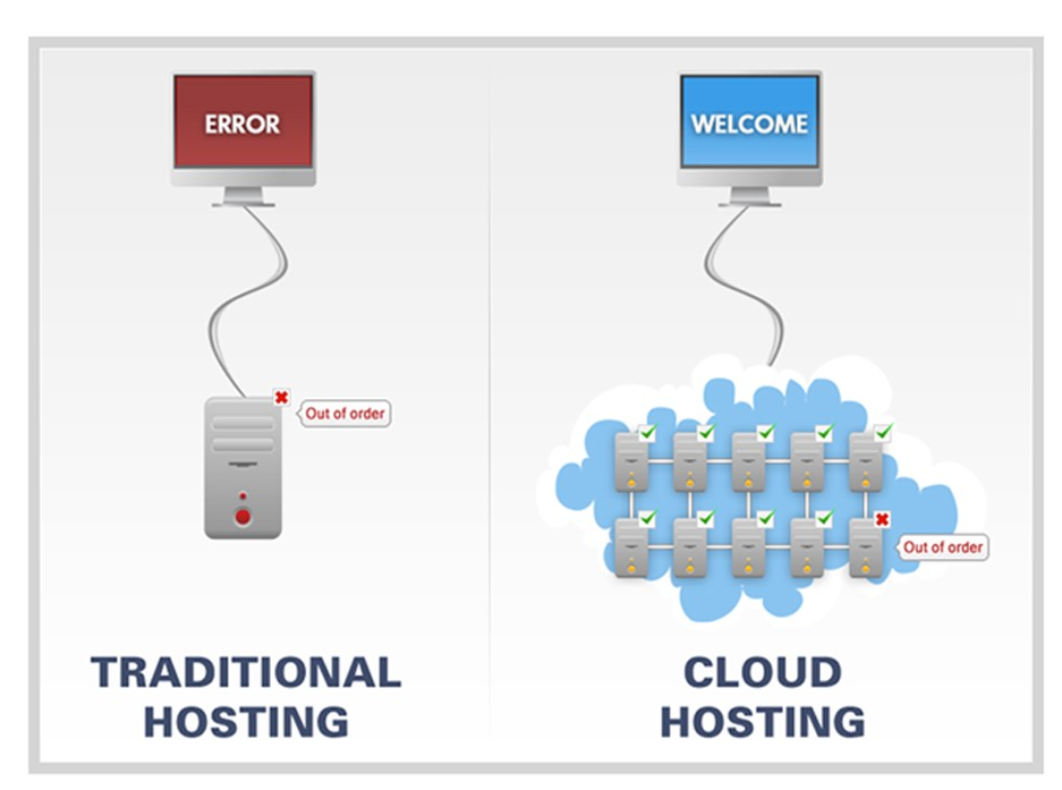 ERROR
Out of order
TRADITIONAL
HOSTING
WELCOME
Out of order
CLOUD
HOSTING